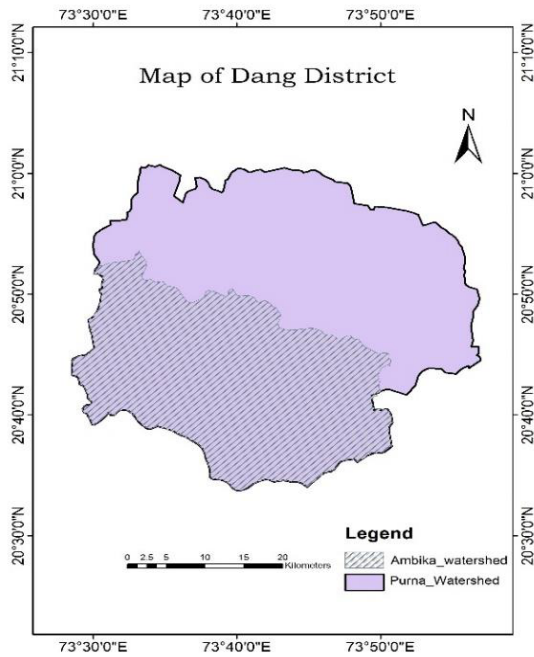 73°30'0"E 73°40'0"E 73°50'0"E
21°10'0"N 21°10'0"N
Map of Dang District
N
21°0'0"N 21°0'0"N
20°50'0"N 20°50'0"N
20°40'0"N 20°40'0"N
20°30'0"N 20°30'0"N
Legend
Ambika_watershed
Purna_Watershed
0 2.5 5 10 15 20
Kilometers
73°30'0"E 73°40'0"E 73°50'0"E